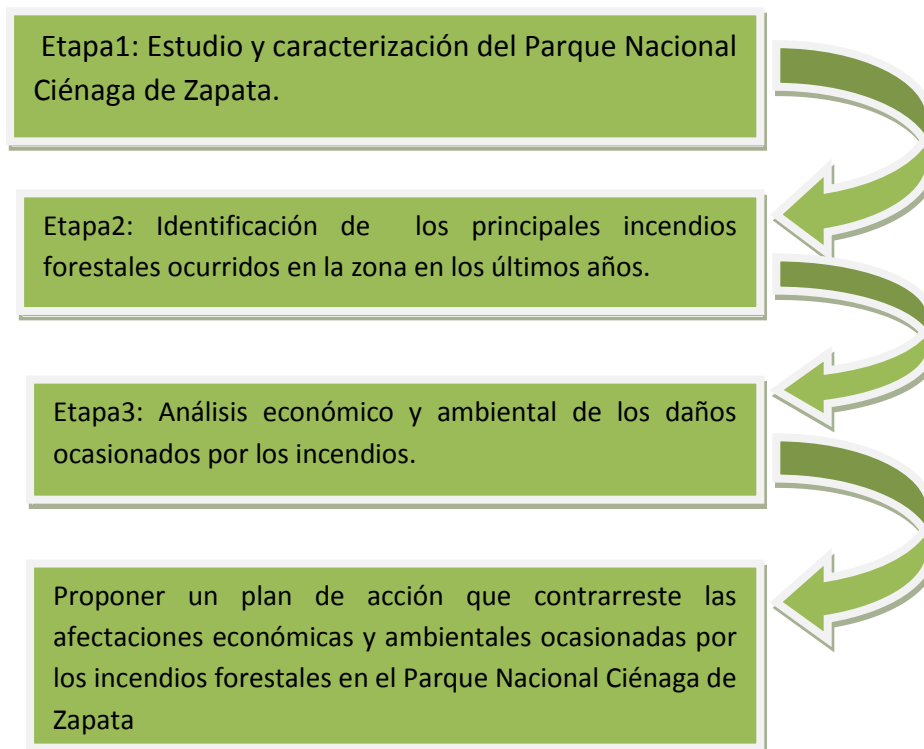 Etapa1: Estudio y caracterización del Parque Nacional
Ciénaga de Zapata.
Etapa2: Identificación de los principales incendios
forestales ocurridos en la zona en los últimos años.
Etapa3: Análisis económico y ambiental de los daños
ocasionados por los incendios.
Proponer un plan de acción que contrarreste las
afectaciones económicas y ambientales ocasionadas por
los incendios forestales en el Parque Nacional Ciénaga de
Zapata